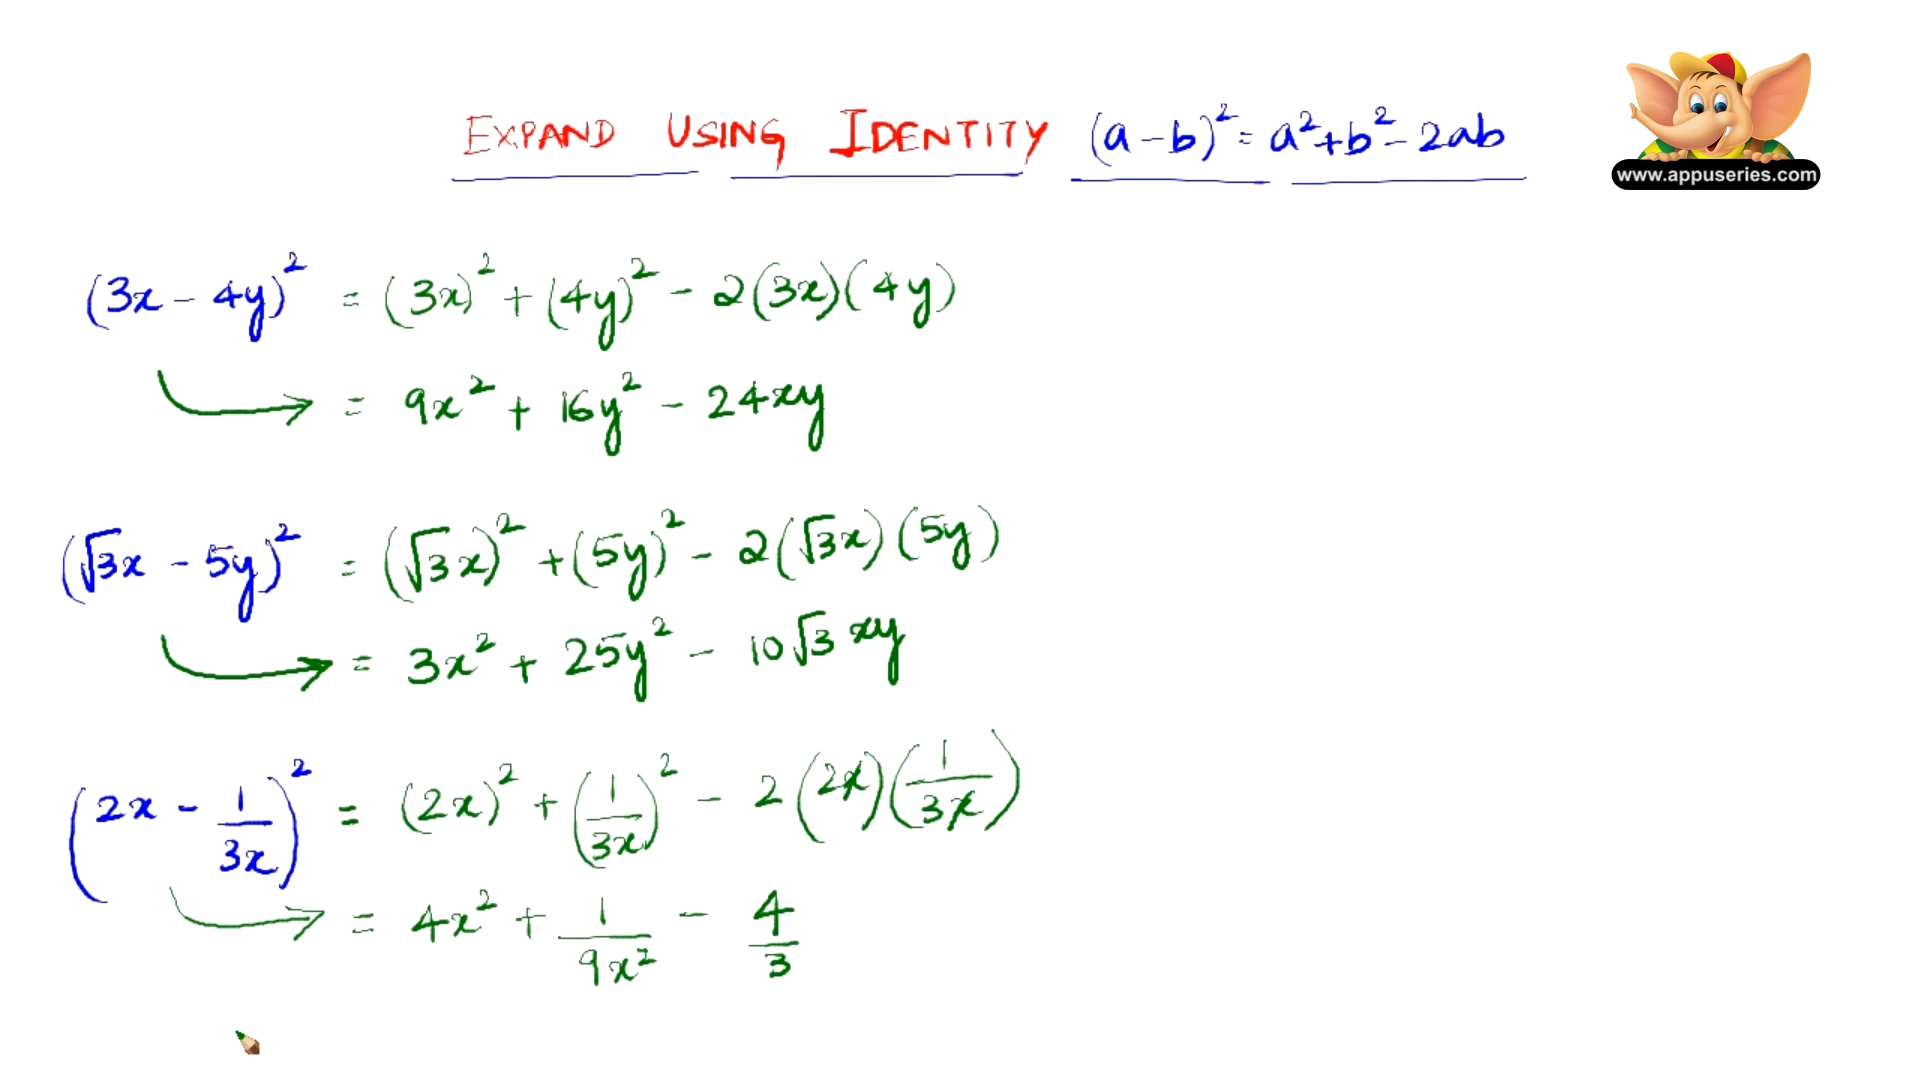 EXPAND USING IDENTITY (a-b)² = a²+b²-2ab
www.appuseries.com
(3x - 4y)² = (3x)² + (4y)² - 2(3x)(4y)
= 9x² + 16y² - 24xy
(√3x - 5y)² = (√3x)² + (5y)² - 2(√3x)(5y)
= 3x² + 25y² - 10√3 xy
(2x - 1/3x)² = (2x)² + (1/3x)² - 2(2x)(1/3x)
= 4x² + 1/9x² - 4/3